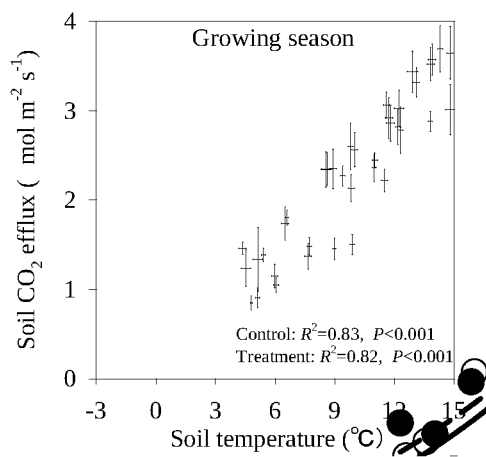 4
Growing season
3
2
1
0
Soil CO2 efflux ( mol m-2 s-1)
Control: R2=0.83, P<0.001
Treatment: R2=0.82, P<0.001
-3 0 3 6 9 12 15
Soil temperature (℃)